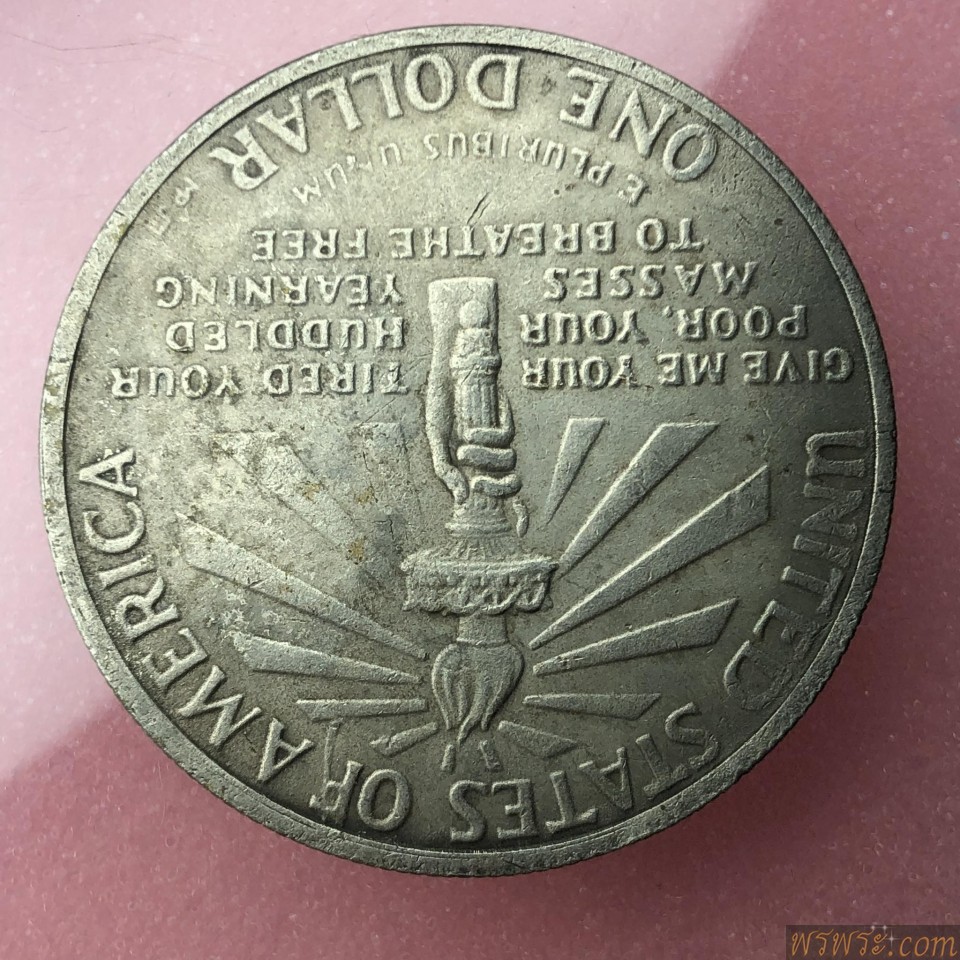 UNITED STATES OF AMERICA
GIVE ME YOUR TIRED YOUR
POOR, YOUR HUDDLED
MASSES YEARNING
TO BREATHE FREE
E PLURIBUS UNUM
ONE DOLLAR
พรพระ.com